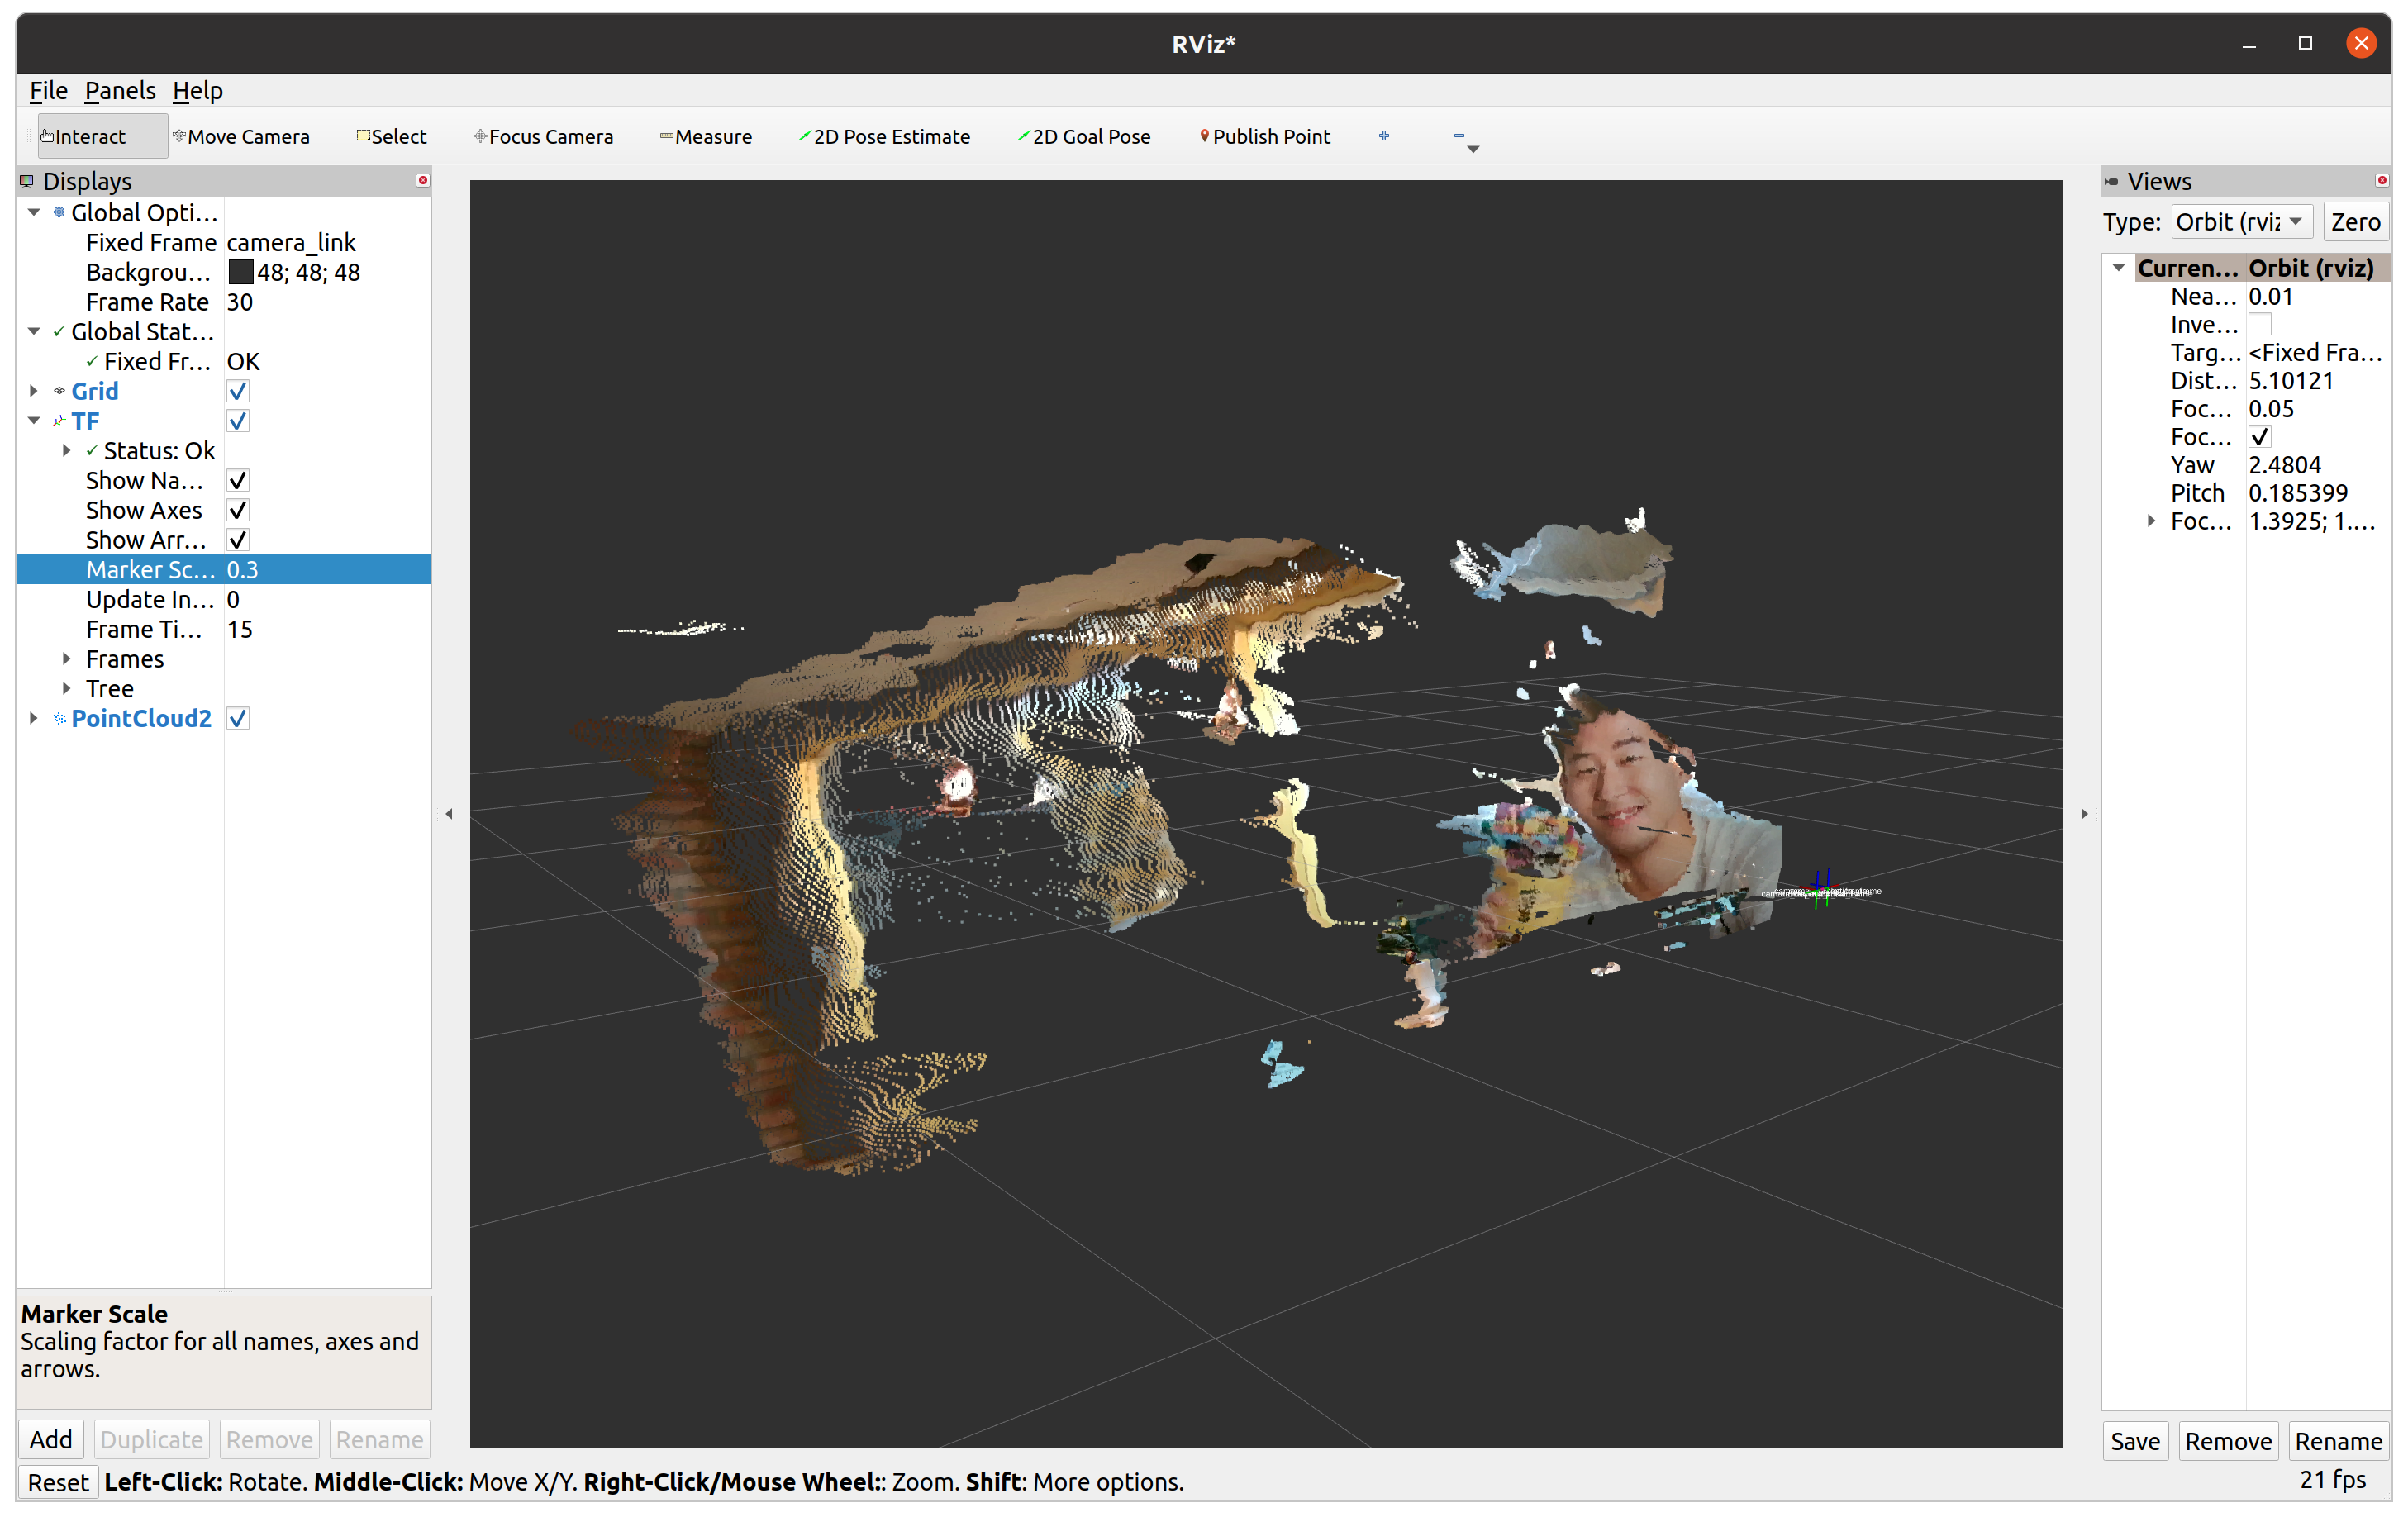 RViz*
File Panels Help
Interact Move Camera Select Focus Camera Measure 2D Pose Estimate 2D Goal Pose Publish Point
Displays
Global Opti...
Fixed Frame camera_link
Backgrou... 48; 48; 48
Frame Rate 30
Global Stat...
Fixed Fr... OK
Grid
TF
Status: Ok
Show Na...
Show Axes
Show Arr...
Marker Sc... 0.3
Update In... 0
Frame Ti... 15
Frames
Tree
PointCloud2
Marker Scale
Scaling factor for all names, axes and
arrows.
Add Duplicate Remove Rename
Reset Left-Click: Rotate. Middle-Click: Move X/Y. Right-Click/Mouse Wheel:: Zoom. Shift: More options.
Views
Type: Orbit (rviz Zero
Curren... Orbit (rviz)
Nea... 0.01
Inve...
Targ... <Fixed Fra...
Dist... 5.10121
Foc... 0.05
Foc...
Yaw 2.4804
Pitch 0.185399
Foc... 1.3925; 1....
Save Remove Rename
21 fps